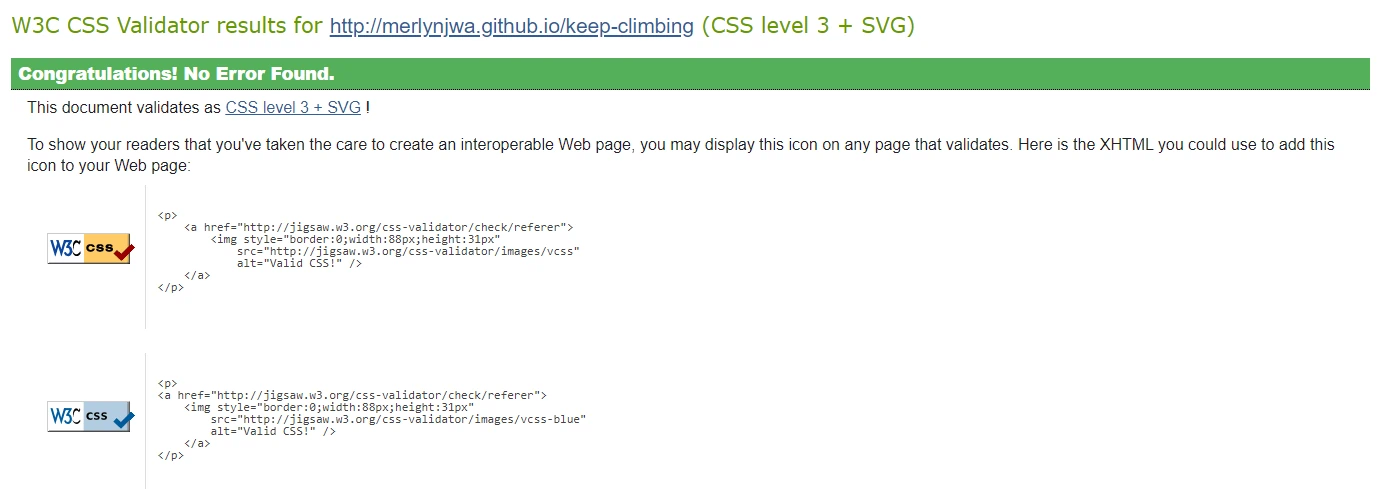 W3C CSS Validator results for http://merlynjwa.github.io/keep-climbing (CSS level 3 + SVG)
Congratulations! No Error Found.
This document validates as CSS level 3 + SVG !
To show your readers that you've taken the care to create an interoperable Web page, you may display this icon on any page that validates. Here is the XHTML you could use to add this
icon to your Web page:
W3C css
<p>
<a href="http://jigsaw.w3.org/css-validator/check/referer">
<img style="border:0;width:88px;height:31px"
src="http://jigsaw.w3.org/css-validator/images/vcss"
alt="Valid CSS!" />
</a>
</p>
W3C css
<p>
<a href="http://jigsaw.w3.org/css-validator/check/referer">
<img style="border:0;width:88px;height:31px"
src="http://jigsaw.w3.org/css-validator/images/vcss-blue"
alt="Valid CSS!" />
</a>
</p>